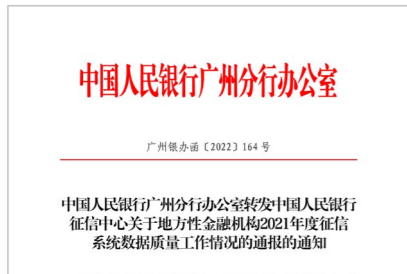 中国人民银行广州分行办公室
广州银办函〔2022〕164号
中国人民银行广州分行办公室转发中国人民银行
征信中心关于地方性金融机构2021年度征信
系统数据质量工作情况的通报的通知